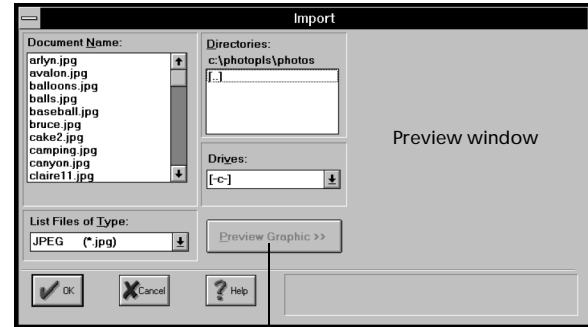 Import
Document Name:
arlyn.jpg
avalon.jpg
balloons.jpg
balls.jpg
baseball.jpg
bruce.jpg
cake2.jpg
camping.jpg
canyon.jpg
claire11.jpg
List Files of Type:
JPEG (*.jpg)
Directories:
c:\photopls\photos
[..]
Drives:
[-c-]
Preview Graphic >>
Preview window
OK
Cancel
Help